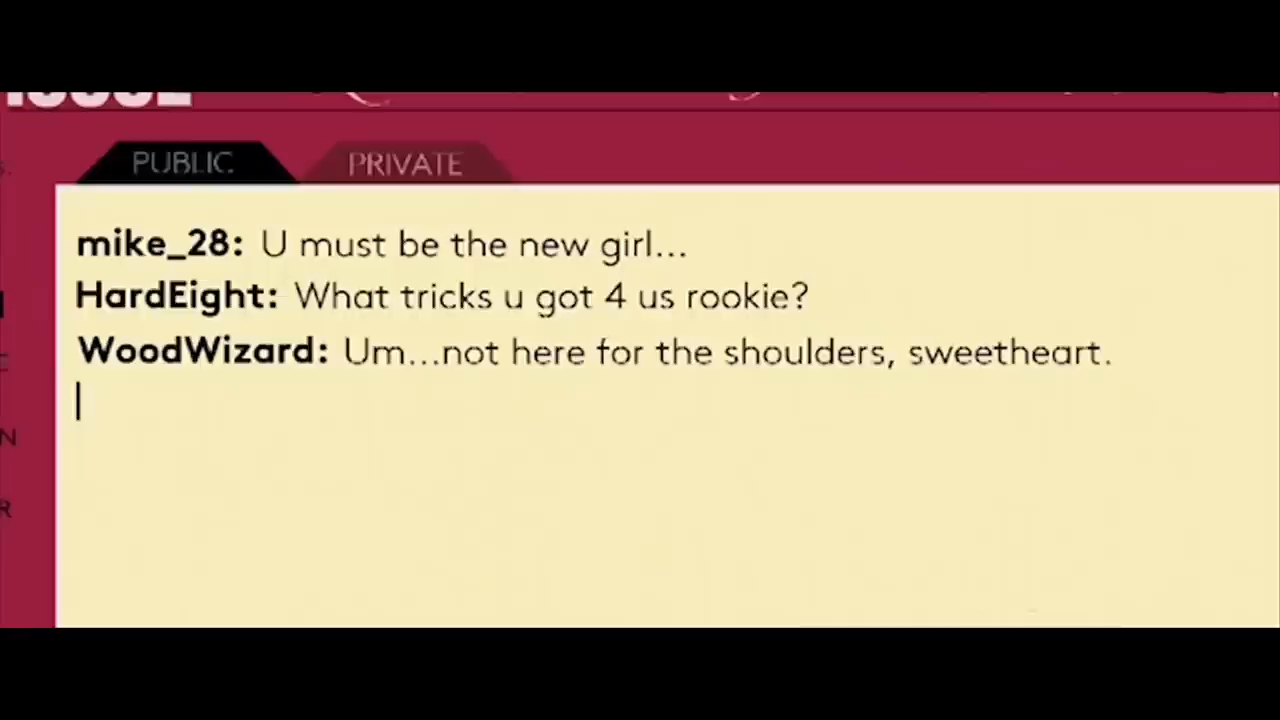 PUBLIC PRIVATE
mike_28: U must be the new girl...
HardEight: What tricks u got 4 us rookie?
WoodWizard: Um...not here for the shoulders, sweetheart.
N
R